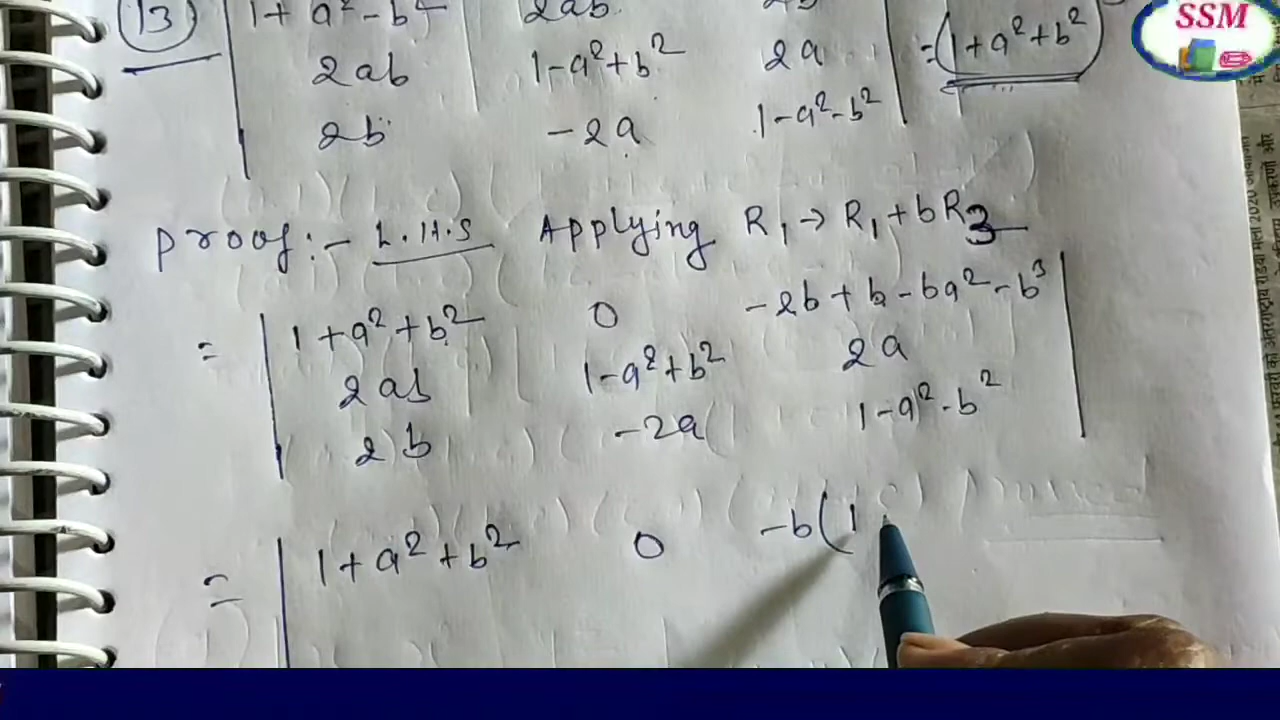 13) | 1+a²-b² 2ab
SSM
2ab 1-a²+b² 2a =(1+a²+b²)
2b -2a 1-a²-b²
Proof:- L.H.S Applying R₁→R₁+bR3
= | 1+a²+b² 0 -2b+b-ba²-b³ |
2ab 1-a²+b² 2a
2b -2a 1-a²-b²
= | 1+a²+b² 0 -b(1